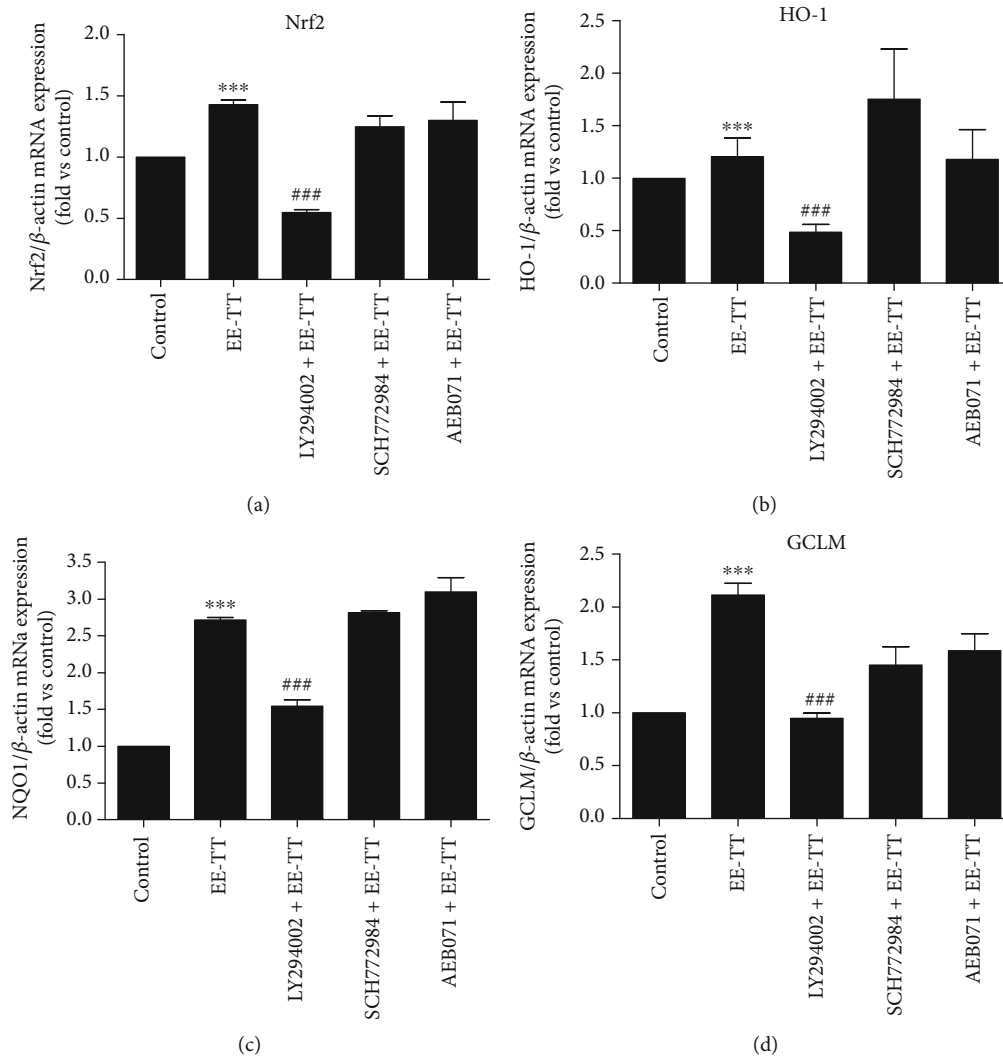 Nrf2
Nrf2/β-actin mRNA expression
(fold vs control)
2.0
1.5
1.0
0.5
0.0
***
###
Control
EE-TT
LY294002 + EE-TT
SCH772984 + EE-TT
AEB071 + EE-TT
(a)
HO-1
HO-1/β-actin mRNA expression
(fold vs control)
2.5
2.0
1.5
1.0
0.5
0.0
***
###
Control
EE-TT
LY294002 + EE-TT
SCH772984 + EE-TT
AEB071 + EE-TT
(b)
NQO1/β-actin mRNa expression
(fold vs control)
3.5
3.0
2.5
2.0
1.5
1.0
0.5
0.0
***
###
Control
EE-TT
LY294002 + EE-TT
SCH772984 + EE-TT
AEB071 + EE-TT
(c)
GCLM
GCLM/β-actin mRNA expression
(fold vs control)
2.5
2.0
1.5
1.0
0.5
0.0
***
###
Control
EE-TT
LY294002 + EE-TT
SCH772984 + EE-TT
AEB071 + EE-TT
(d)